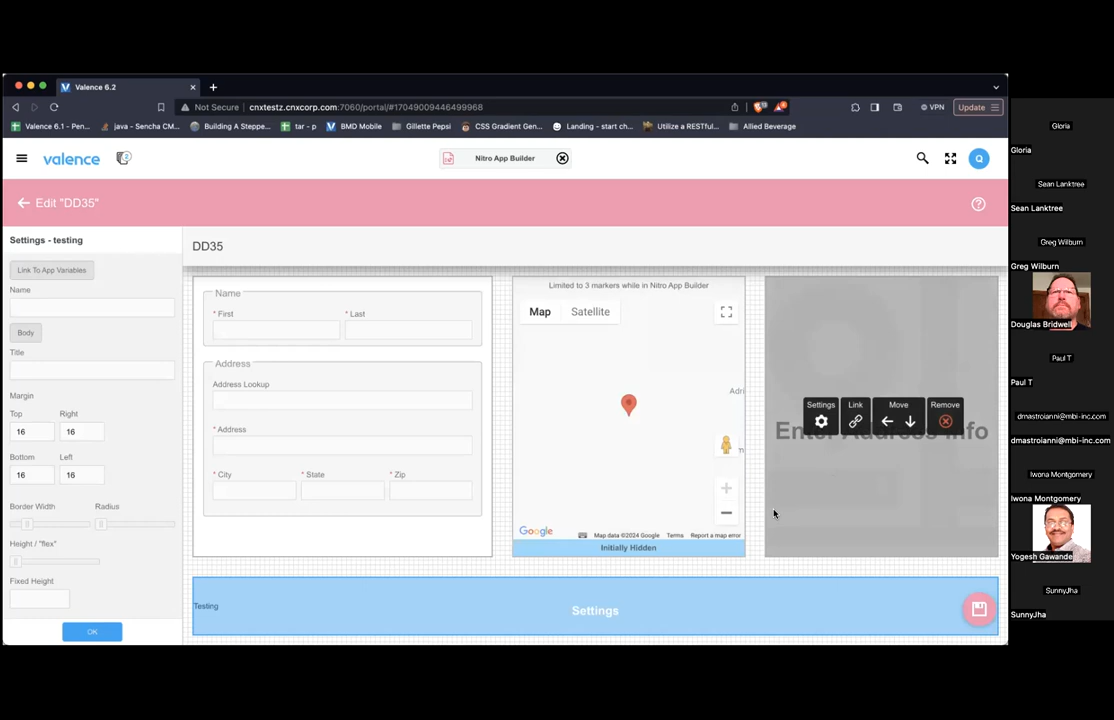 Valence 6.2
Not Secure cnxtestz.cnxcorp.com:7060/portal/#17049009446499968
VPN
Update
Valence 6.1 - Pen...
java - Sencha CM...
Building A Steppe...
tar - p
BMD Mobile
Gillette Pepsi
CSS Gradient Gen...
Landing - start ch...
Utilize a RESTful...
Allied Beverage
valence
Nitro App Builder
Q
Edit "DD35"
Settings - testing
Link To App Variables
Name
Body
Title
Margin
Top Right
16 16
Bottom Left
16 16
Border Width Radius
Height / "flex"
Fixed Height
OK
DD35
Name
* First * Last
Address
Address Lookup
* Address
* City * State * Zip
Limited to 3 markers while in Nitro App Builder
Map Satellite
Adri
Google
Map data ©2024 Google Terms Report a map error
Initially Hidden
Settings Link Move Remove
Enter Address Info
Testing
Settings
Gloria
Gloria
Sean Lanktree
Sean Lanktree
Greg Wilburn
Greg Wilburn
Douglas Bridwell
Paul T
Paul T
dmastroianni@mbi-inc.com
dmastroianni@mbi-inc.com
Iwona Montgomery
Iwona Montgomery
Yogesh Gawande
SunnyJha
SunnyJha